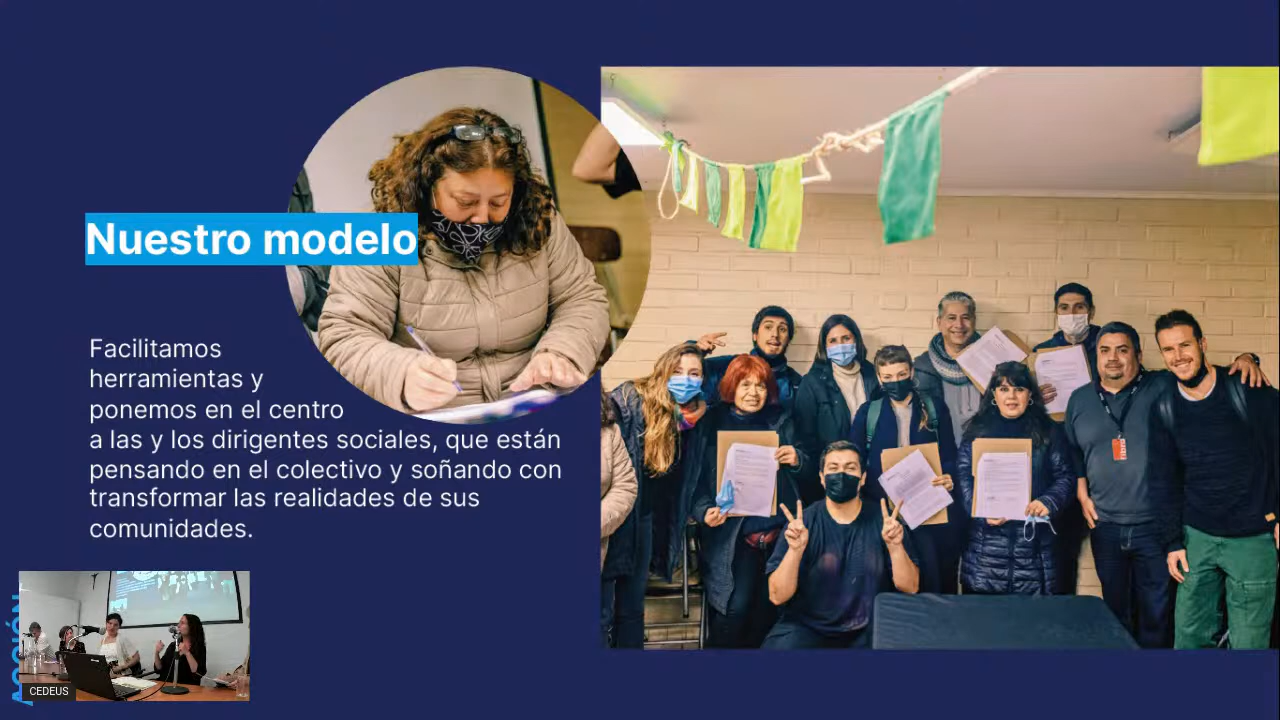 Nuestro modelo
Facilitamos
herramientas y
ponemos en el centro
a las y los dirigentes sociales, que están
pensando en el colectivo y soñando con
transformar las realidades de sus
comunidades.
ACCIÓN
CEDEUS